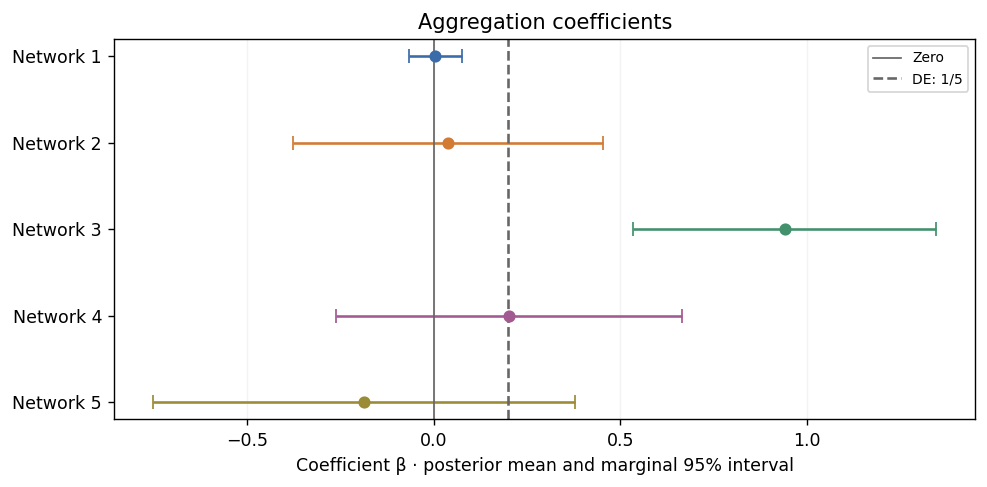 Aggregation coefficients
Zero
DE: 1/5
Network 1
Network 2
Network 3
Network 4
Network 5
−0.5 0.0 0.5 1.0
Coefficient β · posterior mean and marginal 95% interval